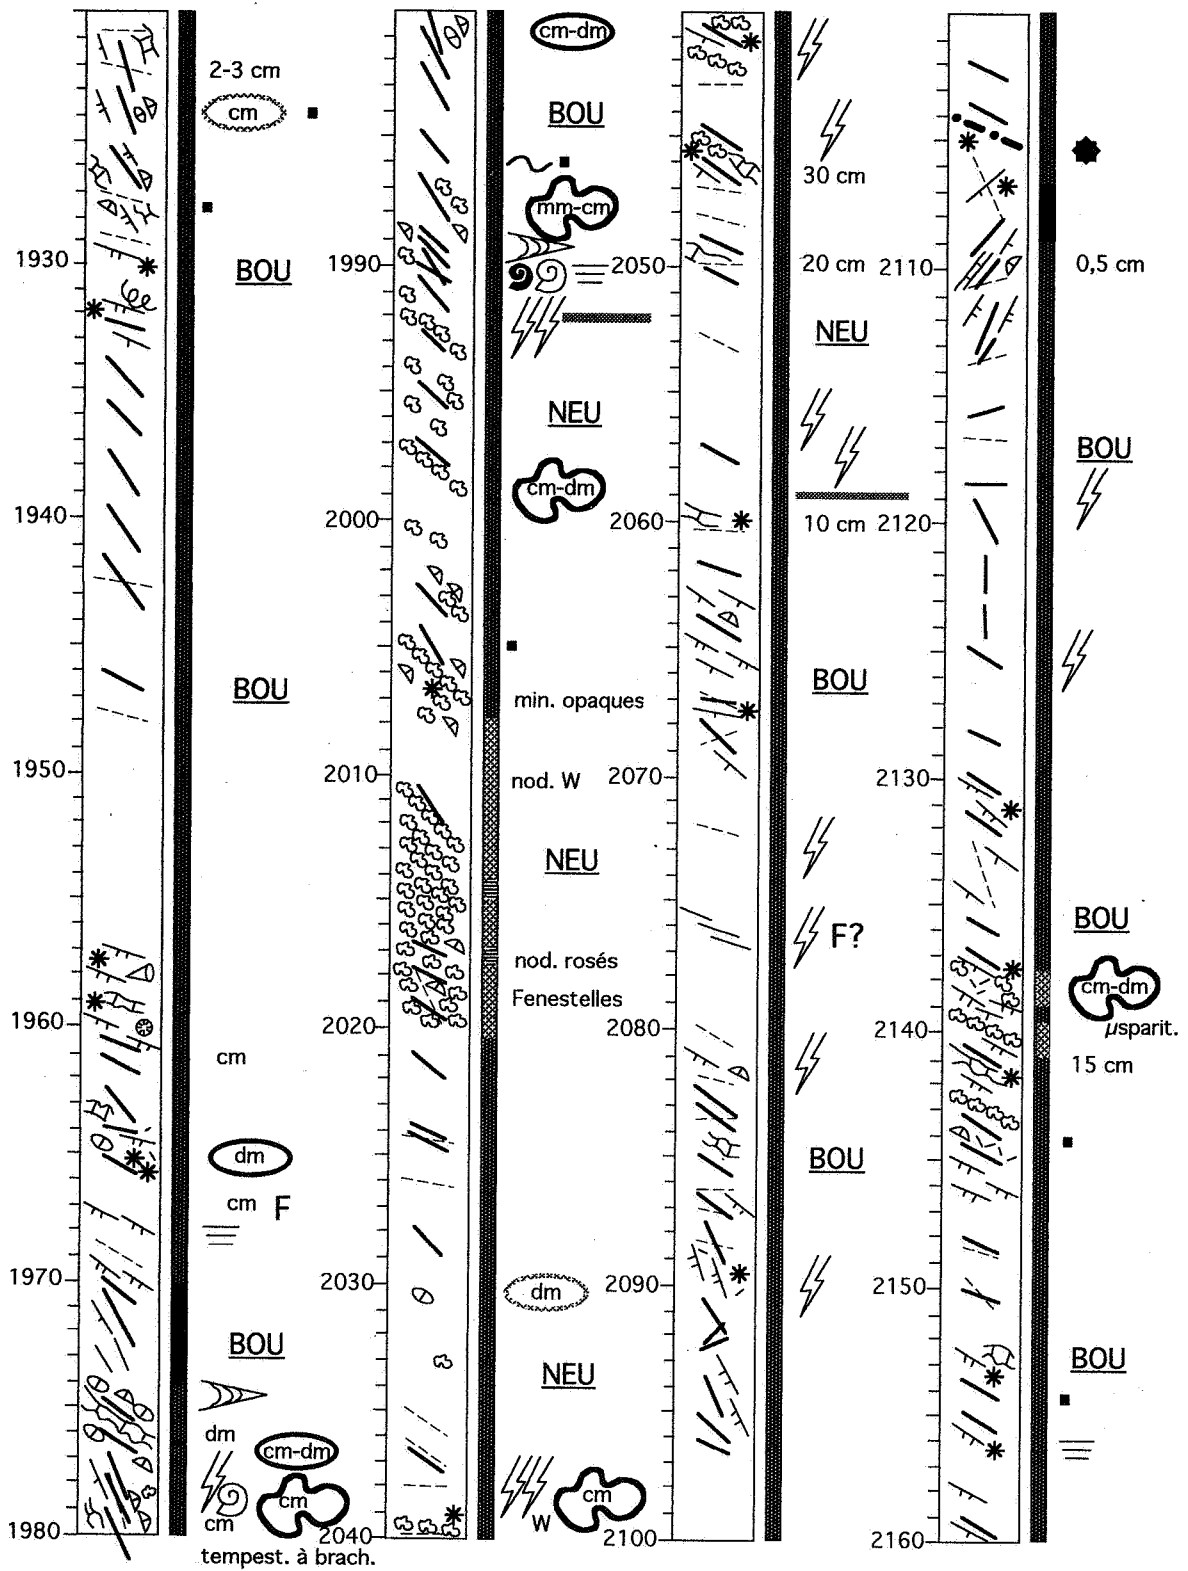 2-3 cm
cm
1930
BOU
1940
BOU
1950
1960
cm
dm
cm F
1970
BOU
dm
cm-dm
cm
cm
1980
tempest. à brach.
cm-dm
BOU
mm-cm
1990
NEU
cm-dm
2000
min. opaques
2010
nod. W
NEU
nod. rosés
Fenestelles
2020
2030
dm
NEU
cm
W
2040
30 cm
2050
20 cm
NEU
2060
10 cm
BOU
2070
F?
2080
BOU
2090
2100
2110
0,5 cm
BOU
2120
2130
BOU
cm-dm
2140
µsparit.
15 cm
2150
BOU
2160